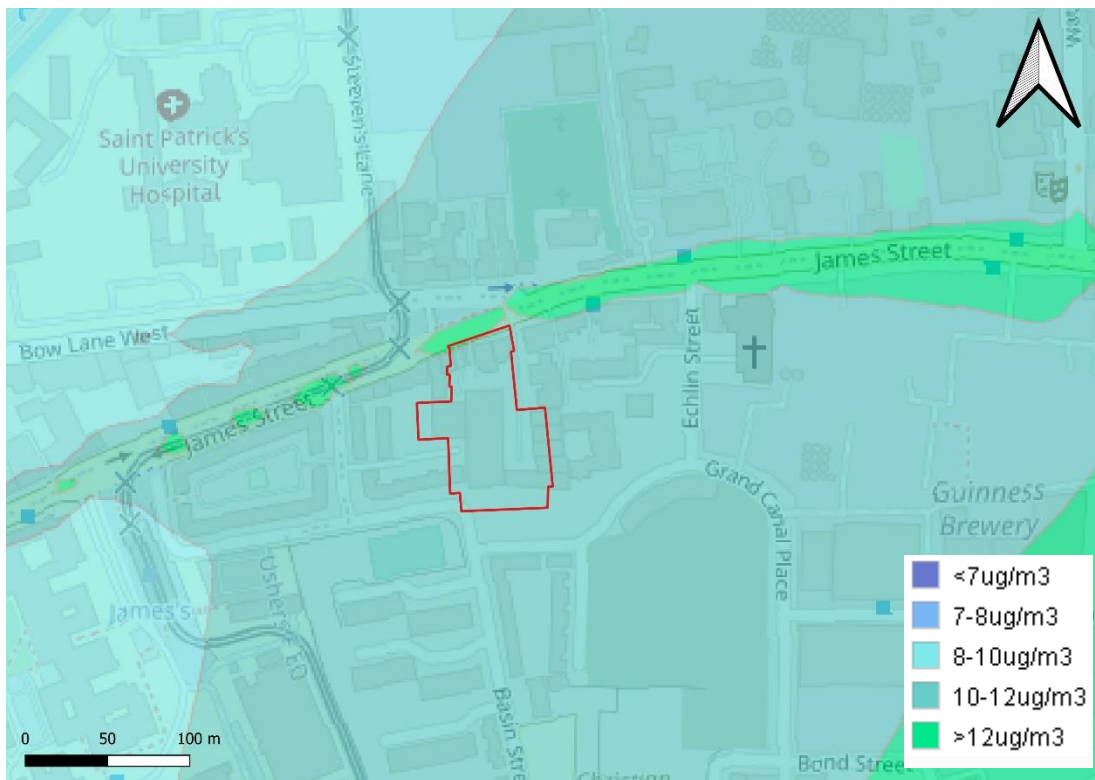 Steeven's Lane
Saint Patrick's
University
Hospital
James Street
Bow Lane West
James Street
Echlin Street
Grand Canal Place
Guinness
Brewery
James's
Basin Stre
Bond Street
<7ug/m3
7-8ug/m3
8-10ug/m3
10-12ug/m3
>12ug/m3
0 50 100 m